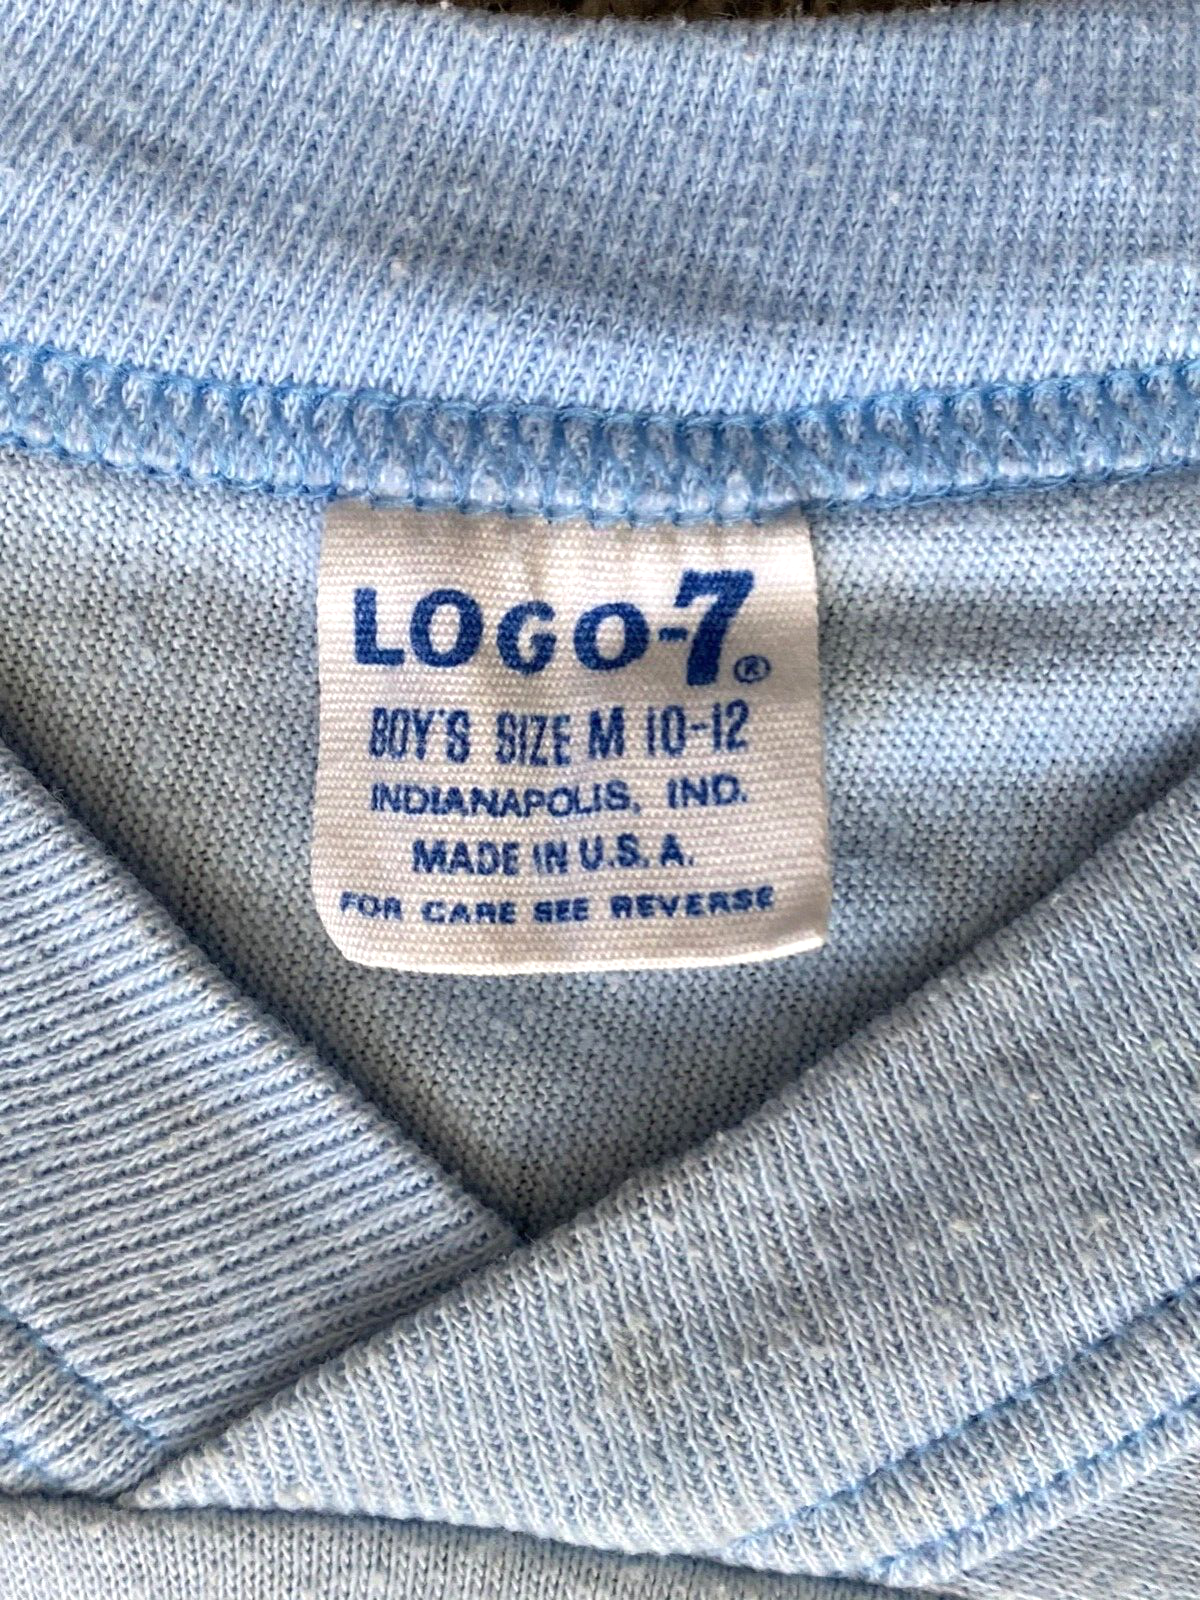 LOGO-7®
BOY'S SIZE M 10-12
INDIANAPOLIS, IND.
MADE IN U.S.A.
FOR CARE SEE REVERSE